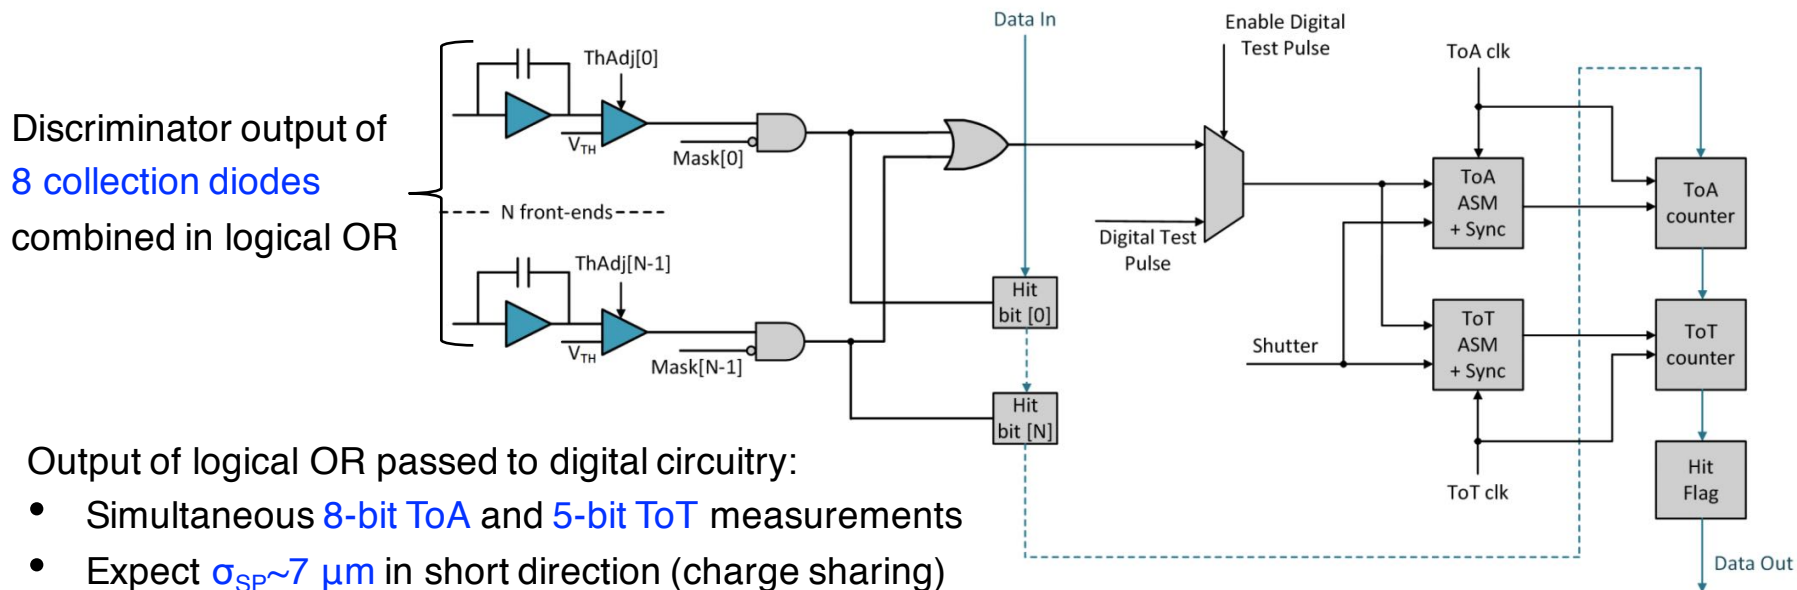 Data In
Enable Digital
Test Pulse
ToA clk
ThAdj[0]
VTH
Mask[0]
Discriminator output of
8 collection diodes
combined in logical OR
N front-ends
ThAdj[N-1]
VTH
Mask[N-1]
Digital Test
Pulse
Hit
bit [0]
Hit
bit [N]
Shutter
ToA
ASM
+ Sync
ToA
counter
ToT
ASM
+ Sync
ToT
counter
ToT clk
Hit
Flag
Data Out
Output of logical OR passed to digital circuitry:
• Simultaneous 8-bit ToA and 5-bit ToT measurements
• Expect σSP~7 µm in short direction (charge sharing)